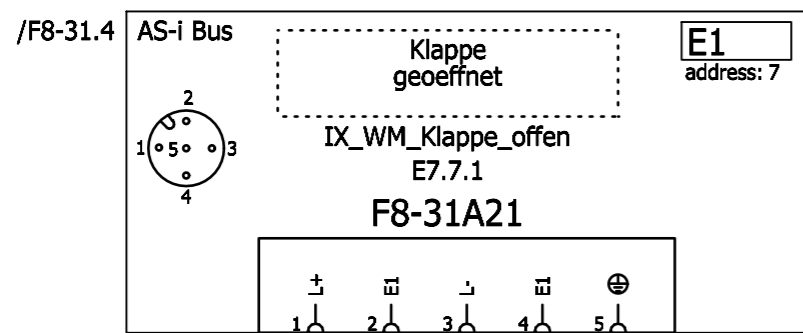 /F8-31.4 AS-i Bus
Klappe
geoeffnet
E1
address: 7
2
1 5 3
4
IX_WM_Klappe_offen
E7.7.1
F8-31A21
L+ E1 L- E1
1 2 3 4 5